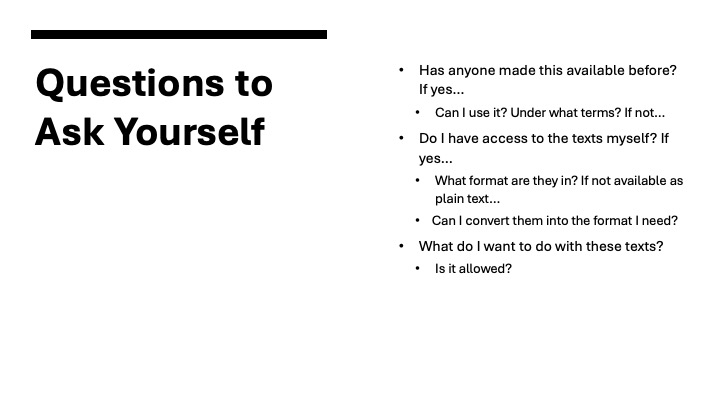 Questions to
Ask Yourself
• Has anyone made this available before?
If yes...
• Can I use it? Under what terms? If not...
• Do I have access to the texts myself? If
yes...
• What format are they in? If not available as
plain text...
• Can I convert them into the format I need?
• What do I want to do with these texts?
• Is it allowed?